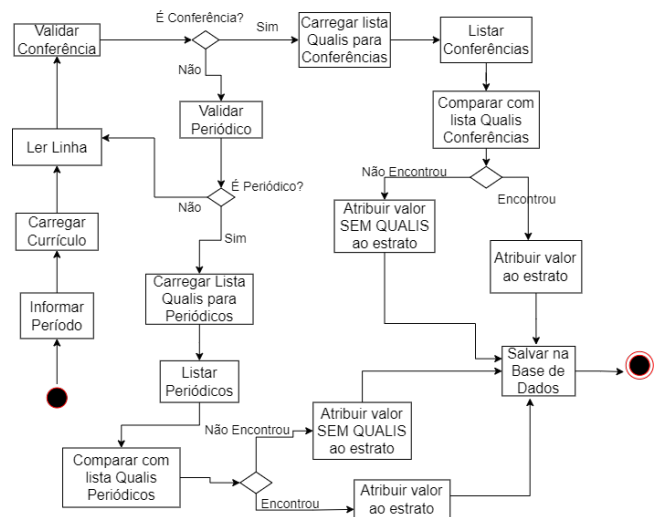 É Conferência?
Validar
Conferência
Sim
Carregar lista
Qualis para
Conferências
Listar
Conferências
Não
Validar
Periódico
Comparar com
lista Qualis
Conferências
Ler Linha
Não Encontrou
Encontrou
É Periódico?
Não
Atribuir valor
SEM QUALIS
ao estrato
Carregar
Currículo
Sim
Atribuir valor
ao estrato
Carregar Lista
Qualis para
Periódicos
Informar
Período
Salvar na
Base de
Dados
Listar
Periódicos
Não Encontrou
Atribuir valor
SEM QUALIS
ao estrato
Comparar com
lista Qualis
Periódicos
Encontrou
Atribuir valor
ao estrato